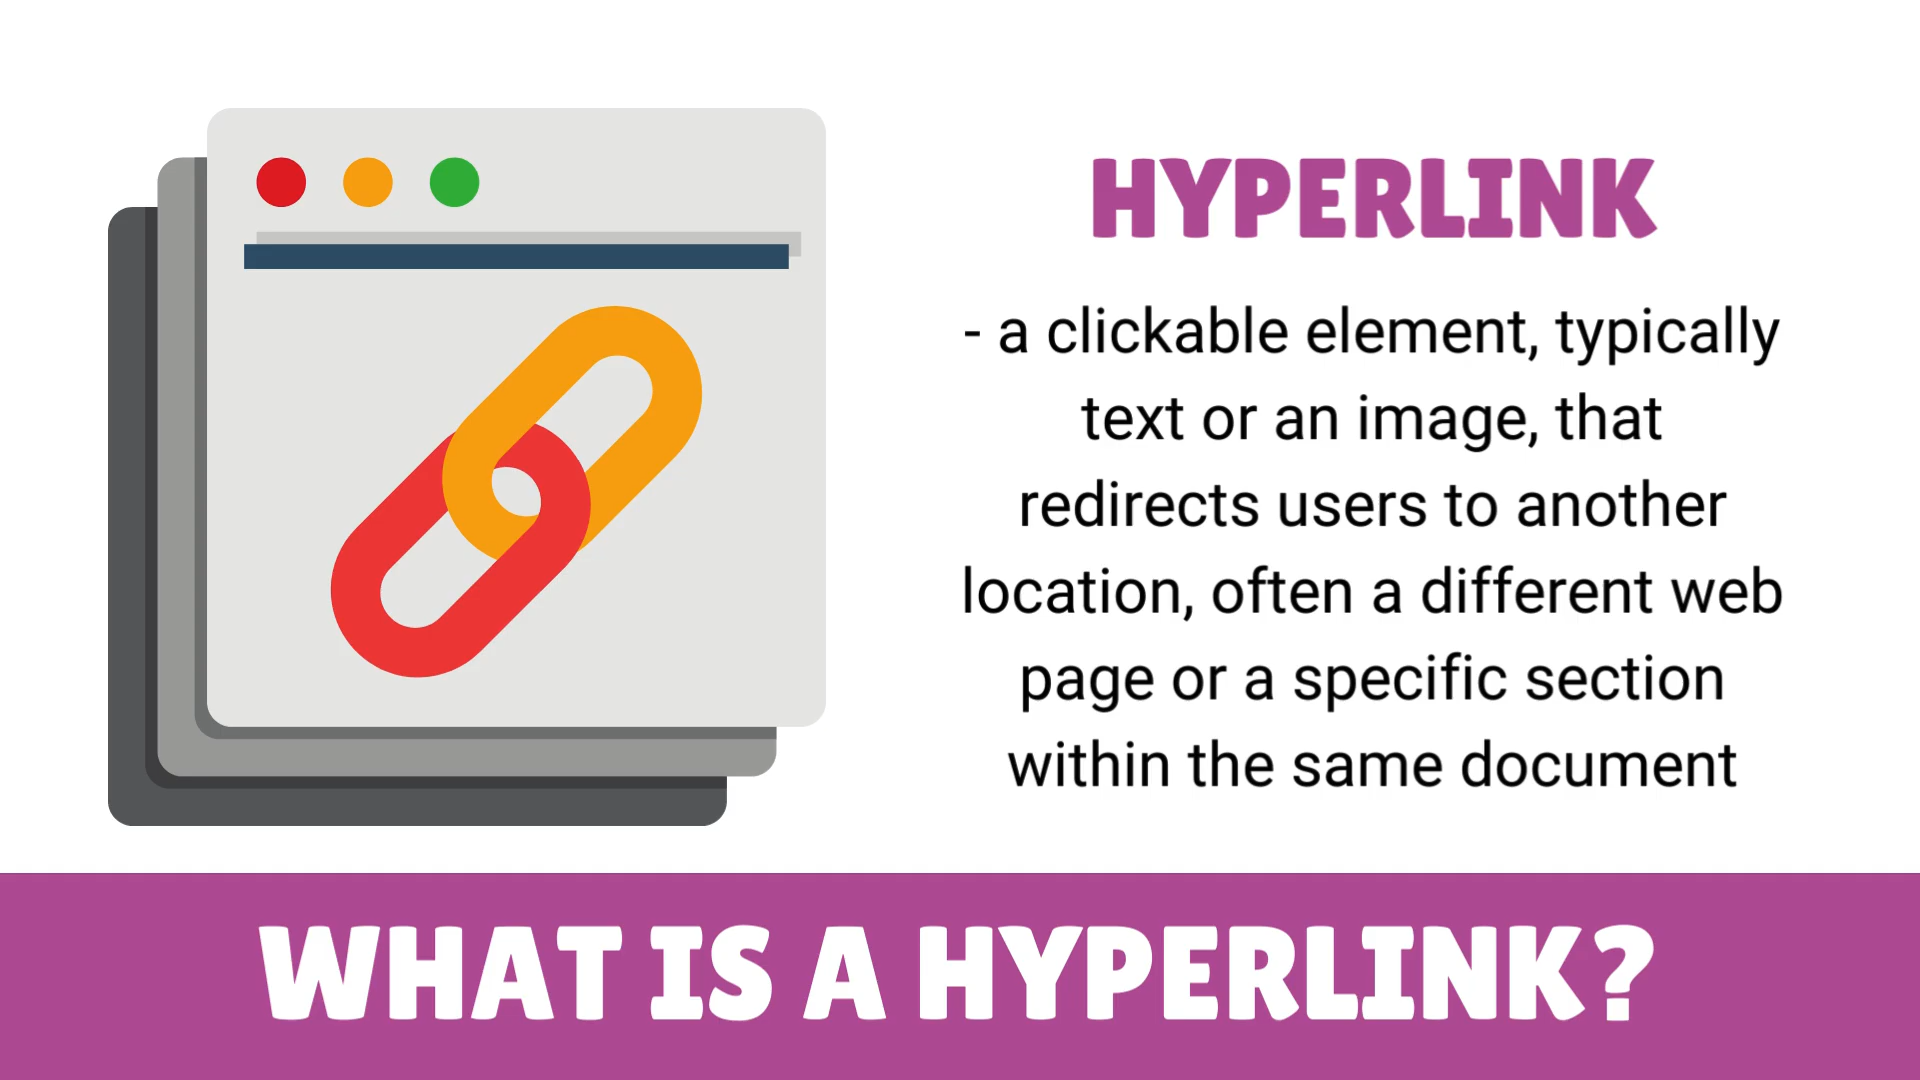 HYPERLINK
- a clickable element, typically
text or an image, that
redirects users to another
location, often a different web
page or a specific section
within the same document
WHAT IS A HYPERLINK?